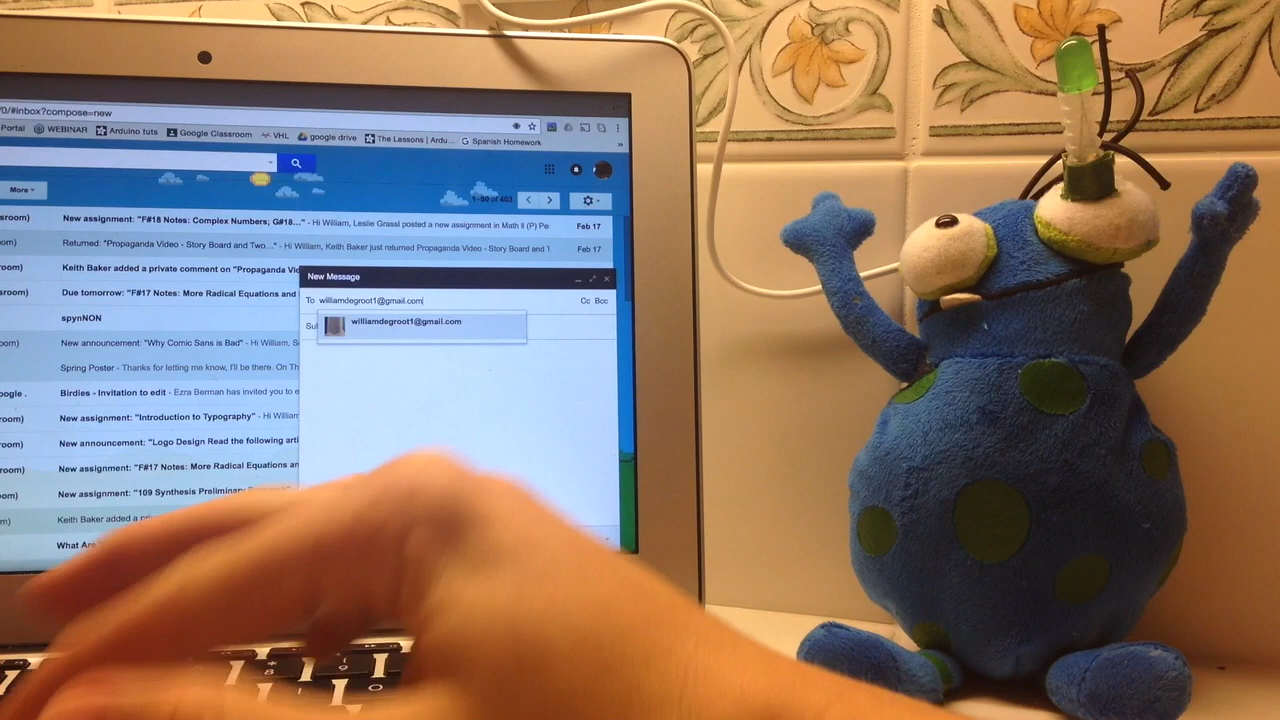 /0/#inbox?compose=new
Portal WEBINAR Arduino tuts Google Classroom VHL google drive The Lessons | Ardu... Spanish Homework »
More
1-50 of 403
sroom) New assignment: "F#18 Notes: Complex Numbers; G#18..." - Hi William, Leslie Grassl posted a new assignment in Math II (P) Pe Feb 17
om) Returned: "Propaganda Video - Story Board and Two..." - Hi William, Keith Baker just returned Propaganda Video - Story Board and T Feb 17
sroom) Keith Baker added a private comment on "Propaganda Vi
New Message
sroom) Due tomorrow: "F#17 Notes: More Radical Equations and
To williamdegroot1@gmail.com Cc Bcc
spynNON
williamdegroot1@gmail.com
room) New announcement: "Why Comic Sans is Bad" - Hi William, S
Spring Poster - Thanks for letting me know, I'll be there. On Th
oogle . Birdies - Invitation to edit - Ezra Berman has invited you to e
room) New assignment: "Introduction to Typography" - Hi William
room) New announcement: "Logo Design Read the following arti
room) New assignment: "F#17 Notes: More Radical Equations an
room) New assignment: "109 Synthesis Preliminary
m) Keith Baker added a pri
What Are